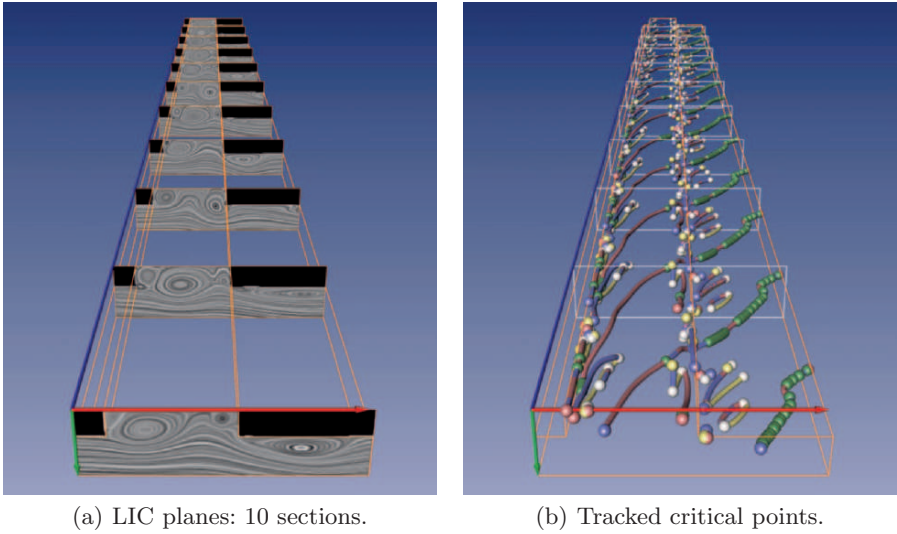 (a) LIC planes: 10 sections.
(b) Tracked critical points.